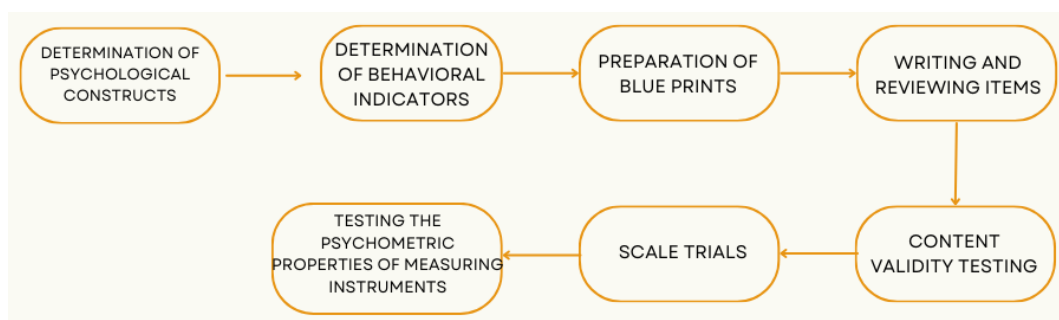 DETERMINATION OF
PSYCHOLOGICAL
CONSTRUCTS
DETERMINATION
OF BEHAVIORAL
INDICATORS
PREPARATION OF
BLUE PRINTS
WRITING AND
REVIEWING ITEMS
CONTENT
VALIDITY TESTING
SCALE TRIALS
TESTING THE
PSYCHOMETRIC
PROPERTIES OF MEASURING
INSTRUMENTS